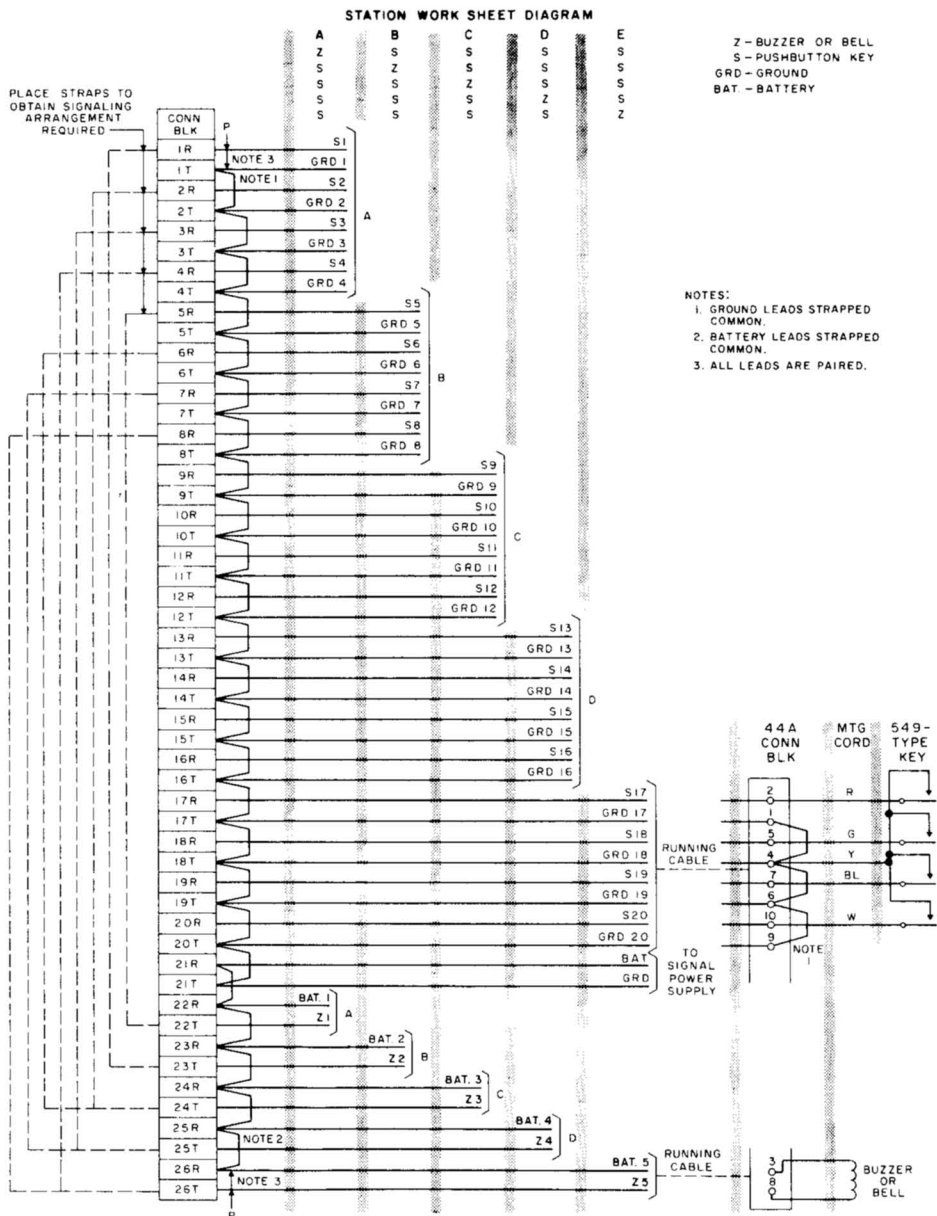 STATION WORK SHEET DIAGRAM
A B C D E
Z S S S S
S Z S S S
S S Z S S
S S S Z S
S S S S Z
Z - BUZZER OR BELL
S - PUSHBUTTON KEY
GRD - GROUND
BAT. - BATTERY
PLACE STRAPS TO
OBTAIN SIGNALING
ARRANGEMENT
REQUIRED
CONN
BLK
P
1R S1
1T NOTE 3 GRD 1
2R NOTE 1 S2
2T GRD 2
3R S3
3T GRD 3
4R S4
4T GRD 4
A
5R S5
5T GRD 5
6R S6
6T GRD 6
7R S7
7T GRD 7
8R S8
8T GRD 8
B
9R S9
9T GRD 9
10R S10
10T GRD 10
11R S11
11T GRD 11
12R S12
12T GRD 12
C
13R S13
13T GRD 13
14R S14
14T GRD 14
15R S15
15T GRD 15
16R S16
16T GRD 16
D
17R S17
17T GRD 17
18R S18
18T GRD 18
19R S19
19T GRD 19
20R S20
20T GRD 20
RUNNING
CABLE
21R BAT
21T GRD
TO
SIGNAL
POWER
SUPPLY
22R BAT. 1
22T Z1
A
23R BAT. 2
23T Z2
B
24R BAT. 3
24T Z3
C
25R BAT. 4
25T NOTE 2 Z4
D
26R BAT. 5
26T NOTE 3 Z5
P
RUNNING
CABLE
NOTES:
1. GROUND LEADS STRAPPED
COMMON.
2. BATTERY LEADS STRAPPED
COMMON.
3. ALL LEADS ARE PAIRED.
44A
CONN
BLK
MTG
CORD
549-
TYPE
KEY
2 R
1
5 G
4 Y
7 BL
6
10 W
9
NOTE
1
3
8
BUZZER
OR
BELL